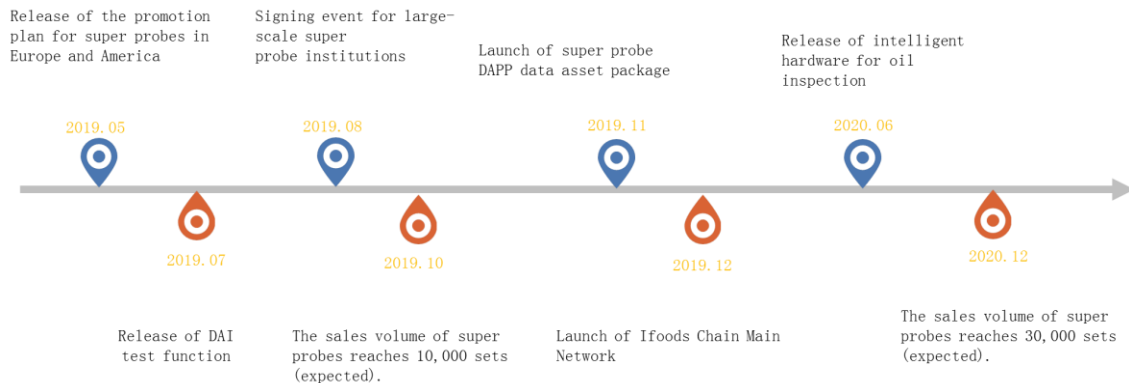 Release of the promotion
plan for super probes in
Europe and America
Signing event for large-
scale super
probe institutions
Launch of super probe
DAPP data asset package
Release of intelligent
hardware for oil
inspection
2019.05
2019.08
2019.11
2020.06
2019.07
2019.10
2019.12
2020.12
Release of DAI
test function
The sales volume of super
probes reaches 10,000 sets
(expected).
Launch of Ifoods Chain Main
Network
The sales volume of super
probes reaches 30,000 sets
(expected).